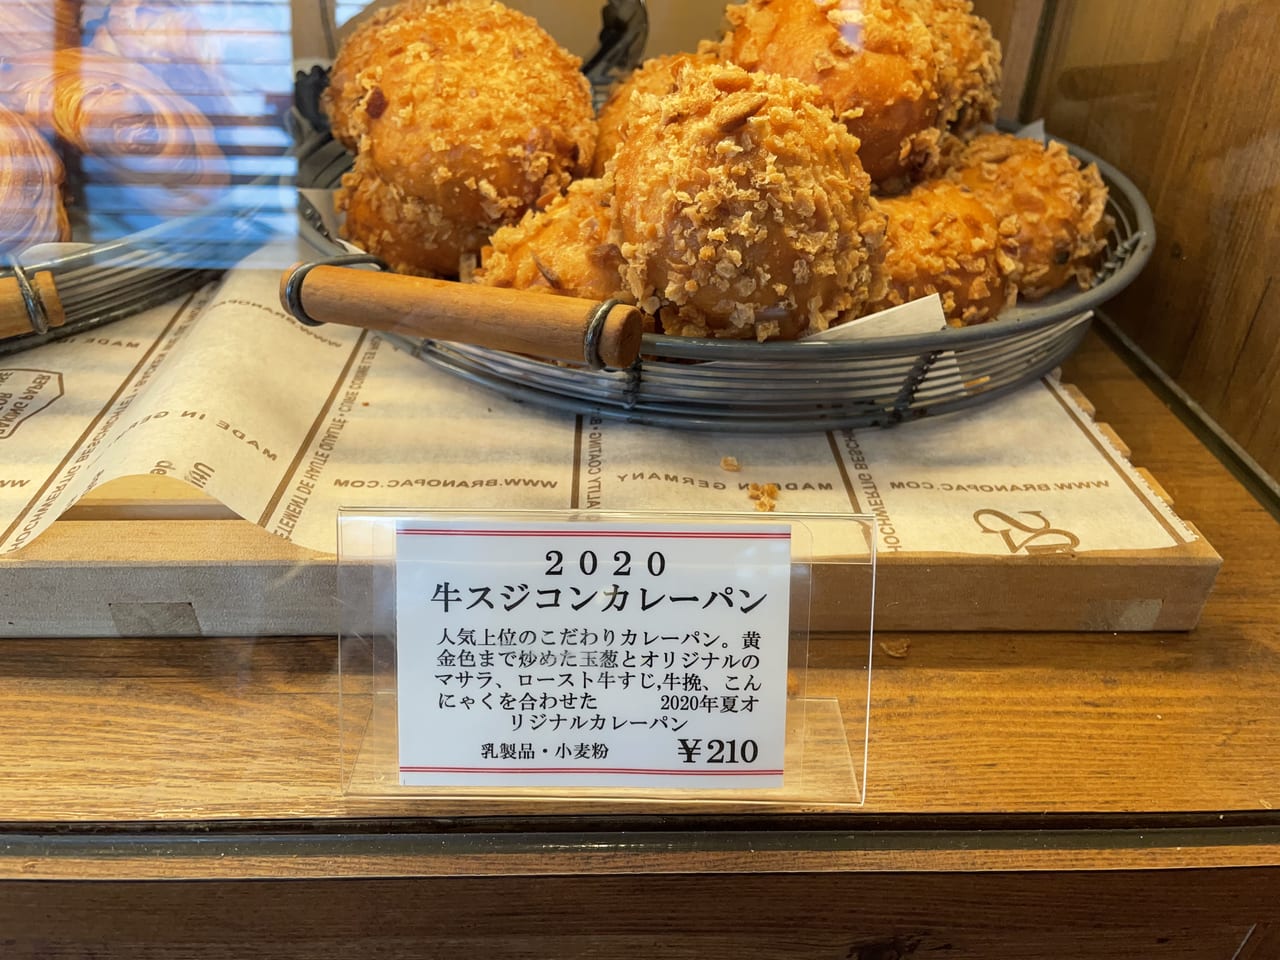 2020
牛スジコンカレーパン
人気上位のこだわりカレーパン。黄
金色まで炒めた玉葱とオリジナルの
マサラ、ロースト牛すじ,牛挽、こん
にゃくを合わせた 2020年夏オ
リジナルカレーパン
乳製品・小麦粉 ¥210
WWW.BRANOPAC.COM
MADE IN GERMANY
WWW.BRANOPAC.COM
MADE IN GERMANY